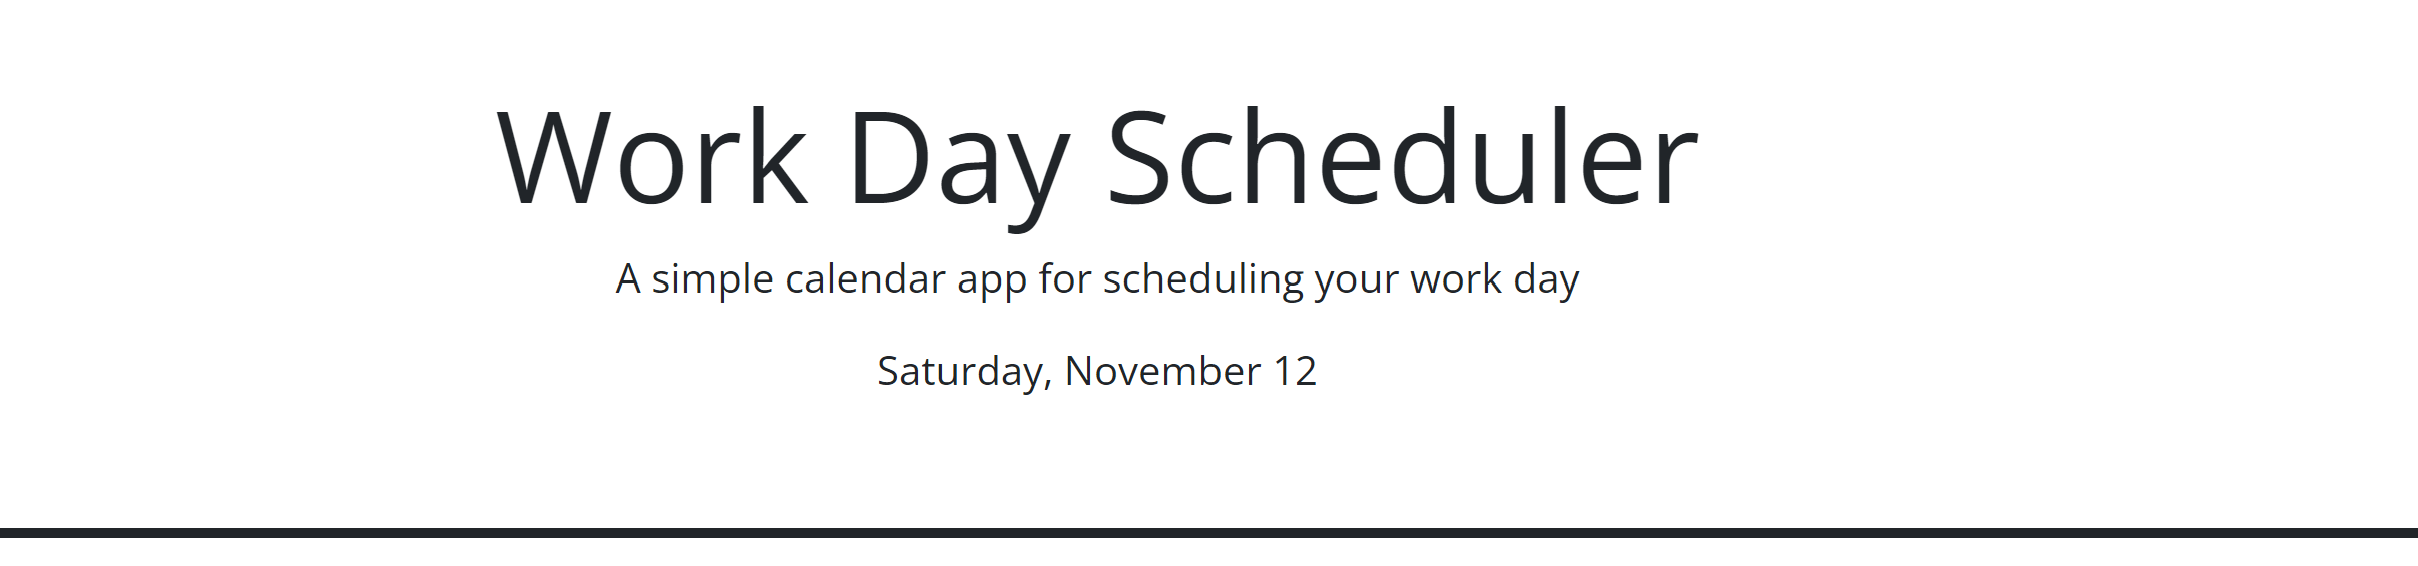 Work Day Scheduler
A simple calendar app for scheduling your work day
Saturday, November 12